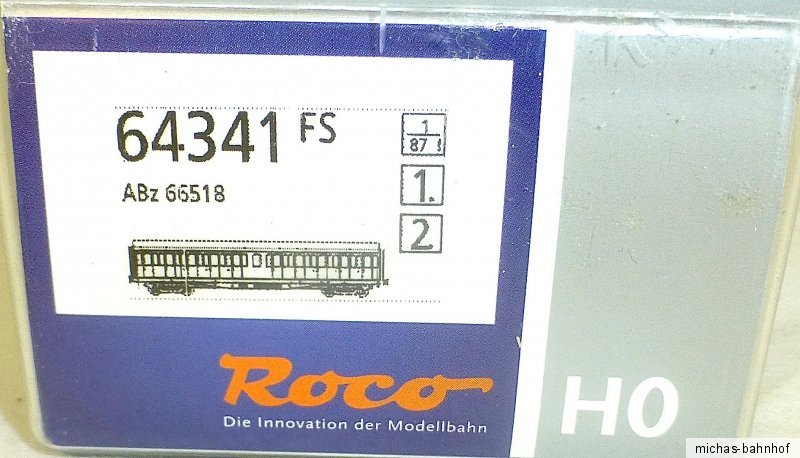 64341 FS
ABz 66518
1
87
1.
2.
Roco
Die Innovation der Modellbahn
H0
michas-bahnhof